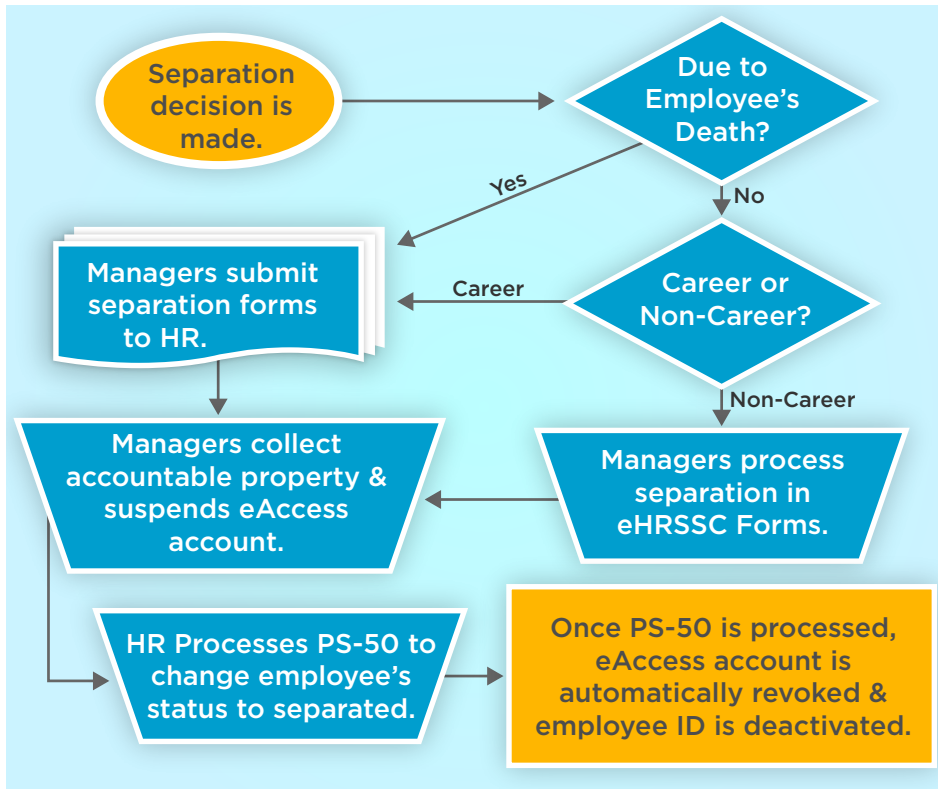 Separation
decision is
made.
Due to
Employee's
Death?
Yes
No
Managers submit
separation forms
to HR.
Career
Career or
Non-Career?
Non-Career
Managers collect
accountable property &
suspends eAccess
account.
Managers process
separation in
eHRSSC Forms.
HR Processes PS-50 to
change employee's
status to separated.
Once PS-50 is processed,
eAccess account is
automatically revoked &
employee ID is deactivated.